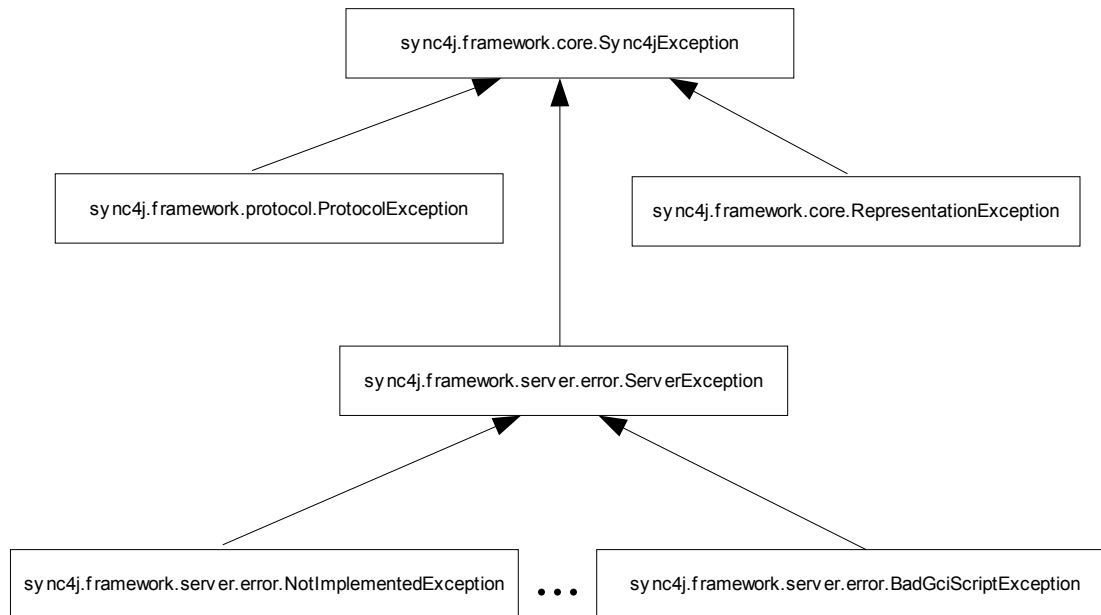 sync4j.framework.core.Sync4jException
sync4j.framework.protocol.ProtocolException
sync4j.framework.core.RepresentationException
sync4j.framework.server.error.ServerException
sync4j.framework.server.error.NotImplementedException
...
sync4j.framework.server.error.BadGciScriptException